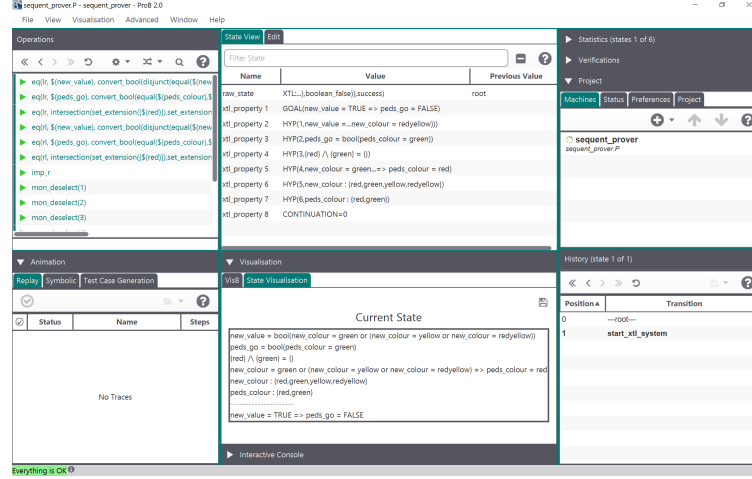 sequent_prover.P - sequent_prover - ProB 2.0
File View Visualisation Advanced Window Help
Operations
eq(lr, $(new_value), convert_bool(disjunct(equal($(new
eq(lr, $(peds_go), convert_bool(equal($(peds_colour),$
eq(lr, intersection(set_extension([$(red)]),set_extension
eq(rl, $(new_value), convert_bool(disjunct(equal($(new
eq(rl, $(peds_go), convert_bool(equal($(peds_colour),$
eq(rl, intersection(set_extension([$(red)]),set_extension
imp_r
mon_deselect(1)
mon_deselect(2)
mon_deselect(3)
State View Edit
Filter State
Name Value Previous Value
raw_state XTL:...),boolean_false)),success) root
xtl_property 1 GOAL(new_value = TRUE => peds_go = FALSE)
xtl_property 2 HYP(1,new_value =...new_colour = redyellow)))
xtl_property 3 HYP(2,peds_go = bool(peds_colour = green))
xtl_property 4 HYP(3,{red} /\ {green} = {})
xtl_property 5 HYP(4,new_colour = green...=> peds_colour = red)
xtl_property 6 HYP(5,new_colour : {red,green,yellow,redyellow})
xtl_property 7 HYP(6,peds_colour : {red,green})
xtl_property 8 CONTINUATION=0
Statistics (states 1 of 6)
Verifications
Project
Machines Status Preferences Project
sequent_prover
sequent_prover.P
Animation
Replay Symbolic Test Case Generation
Status Name Steps
No Traces
Visualisation
VisB State Visualisation
Current State
new_value = bool(new_colour = green or (new_colour = yellow or new_colour = redyellow))
peds_go = bool(peds_colour = green)
{red} /\ {green} = {}
new_colour = green or (new_colour = yellow or new_colour = redyellow) => peds_colour = red
new_colour : {red,green,yellow,redyellow}
peds_colour : {red,green}
----------------------
new_value = TRUE => peds_go = FALSE
Interactive Console
History (state 1 of 1)
Position Transition
0 ---root---
1 start_xtl_system
Everything is OK